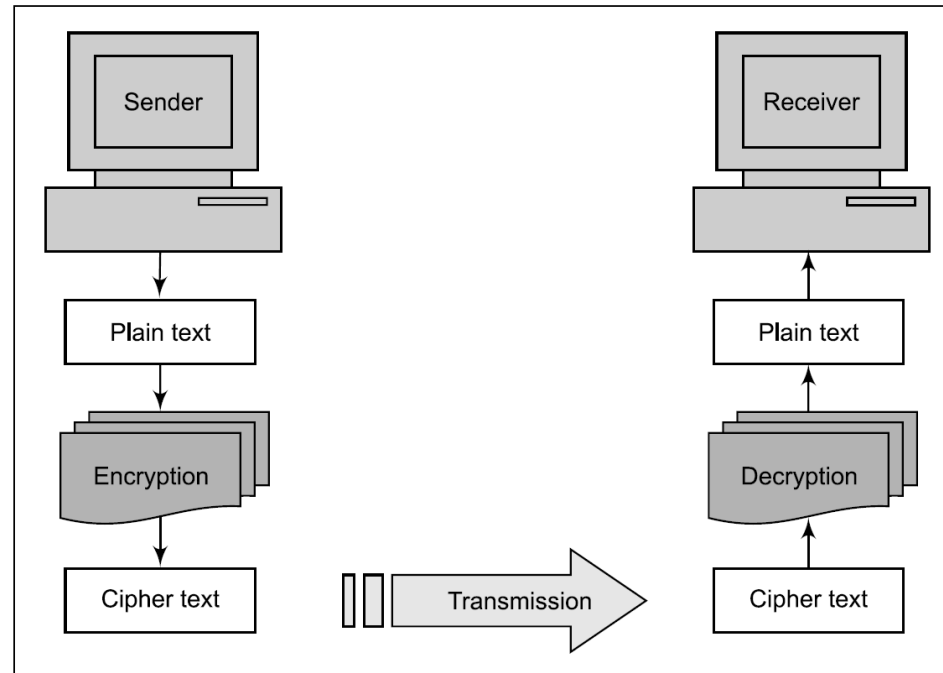 Sender
Receiver
Plain text
Plain text
Encryption
Decryption
Cipher text
Transmission
Cipher text